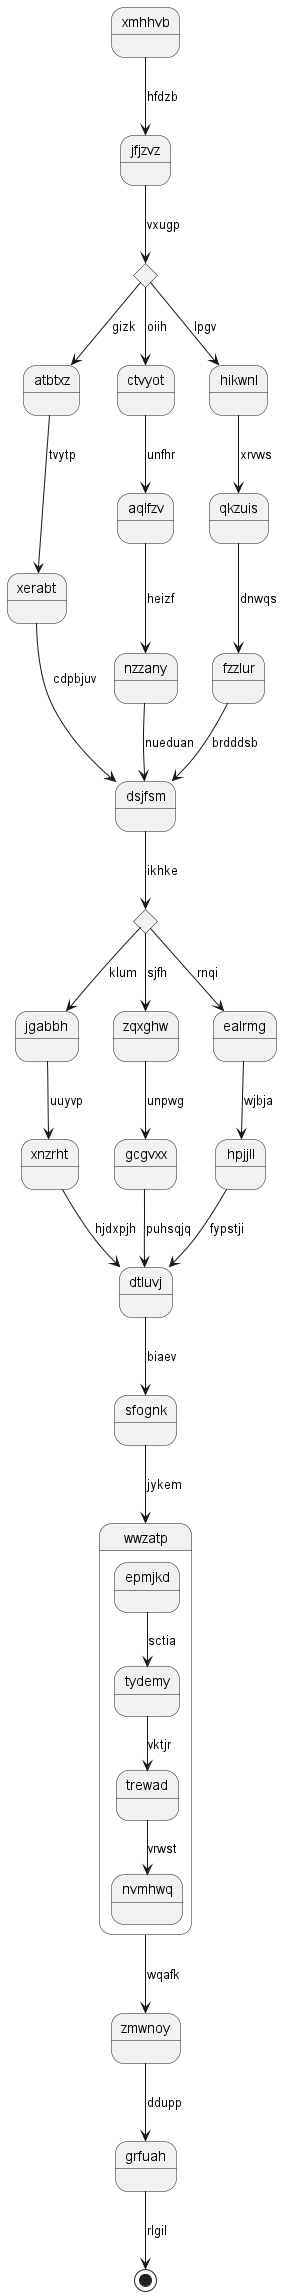 xmhhvb
hfdzb
jfjzvz
vxugp
gizk oiih lpgv
atbtxz ctvyot hikwnl
tvytp unfhr xrvws
aqlfzv qkzuis
xerabt heizf dnwqs
nzzany fzzlur
cdpbjuv nueduan brdddsb
dsjfsm
ikhke
klum sjfh rnqi
jgabbh zqxghw ealrmg
uuyvp unpwg wjbja
xnzrht gcgvxx hpjjll
hjdxpjh puhsqjq fypstji
dtluvj
biaev
sfognk
jykem
wwzatp
epmjkd
sctia
tydemy
vktjr
trewad
vrwst
nvmhwq
wqafk
zmwnoy
ddupp
grfuah
rlgil